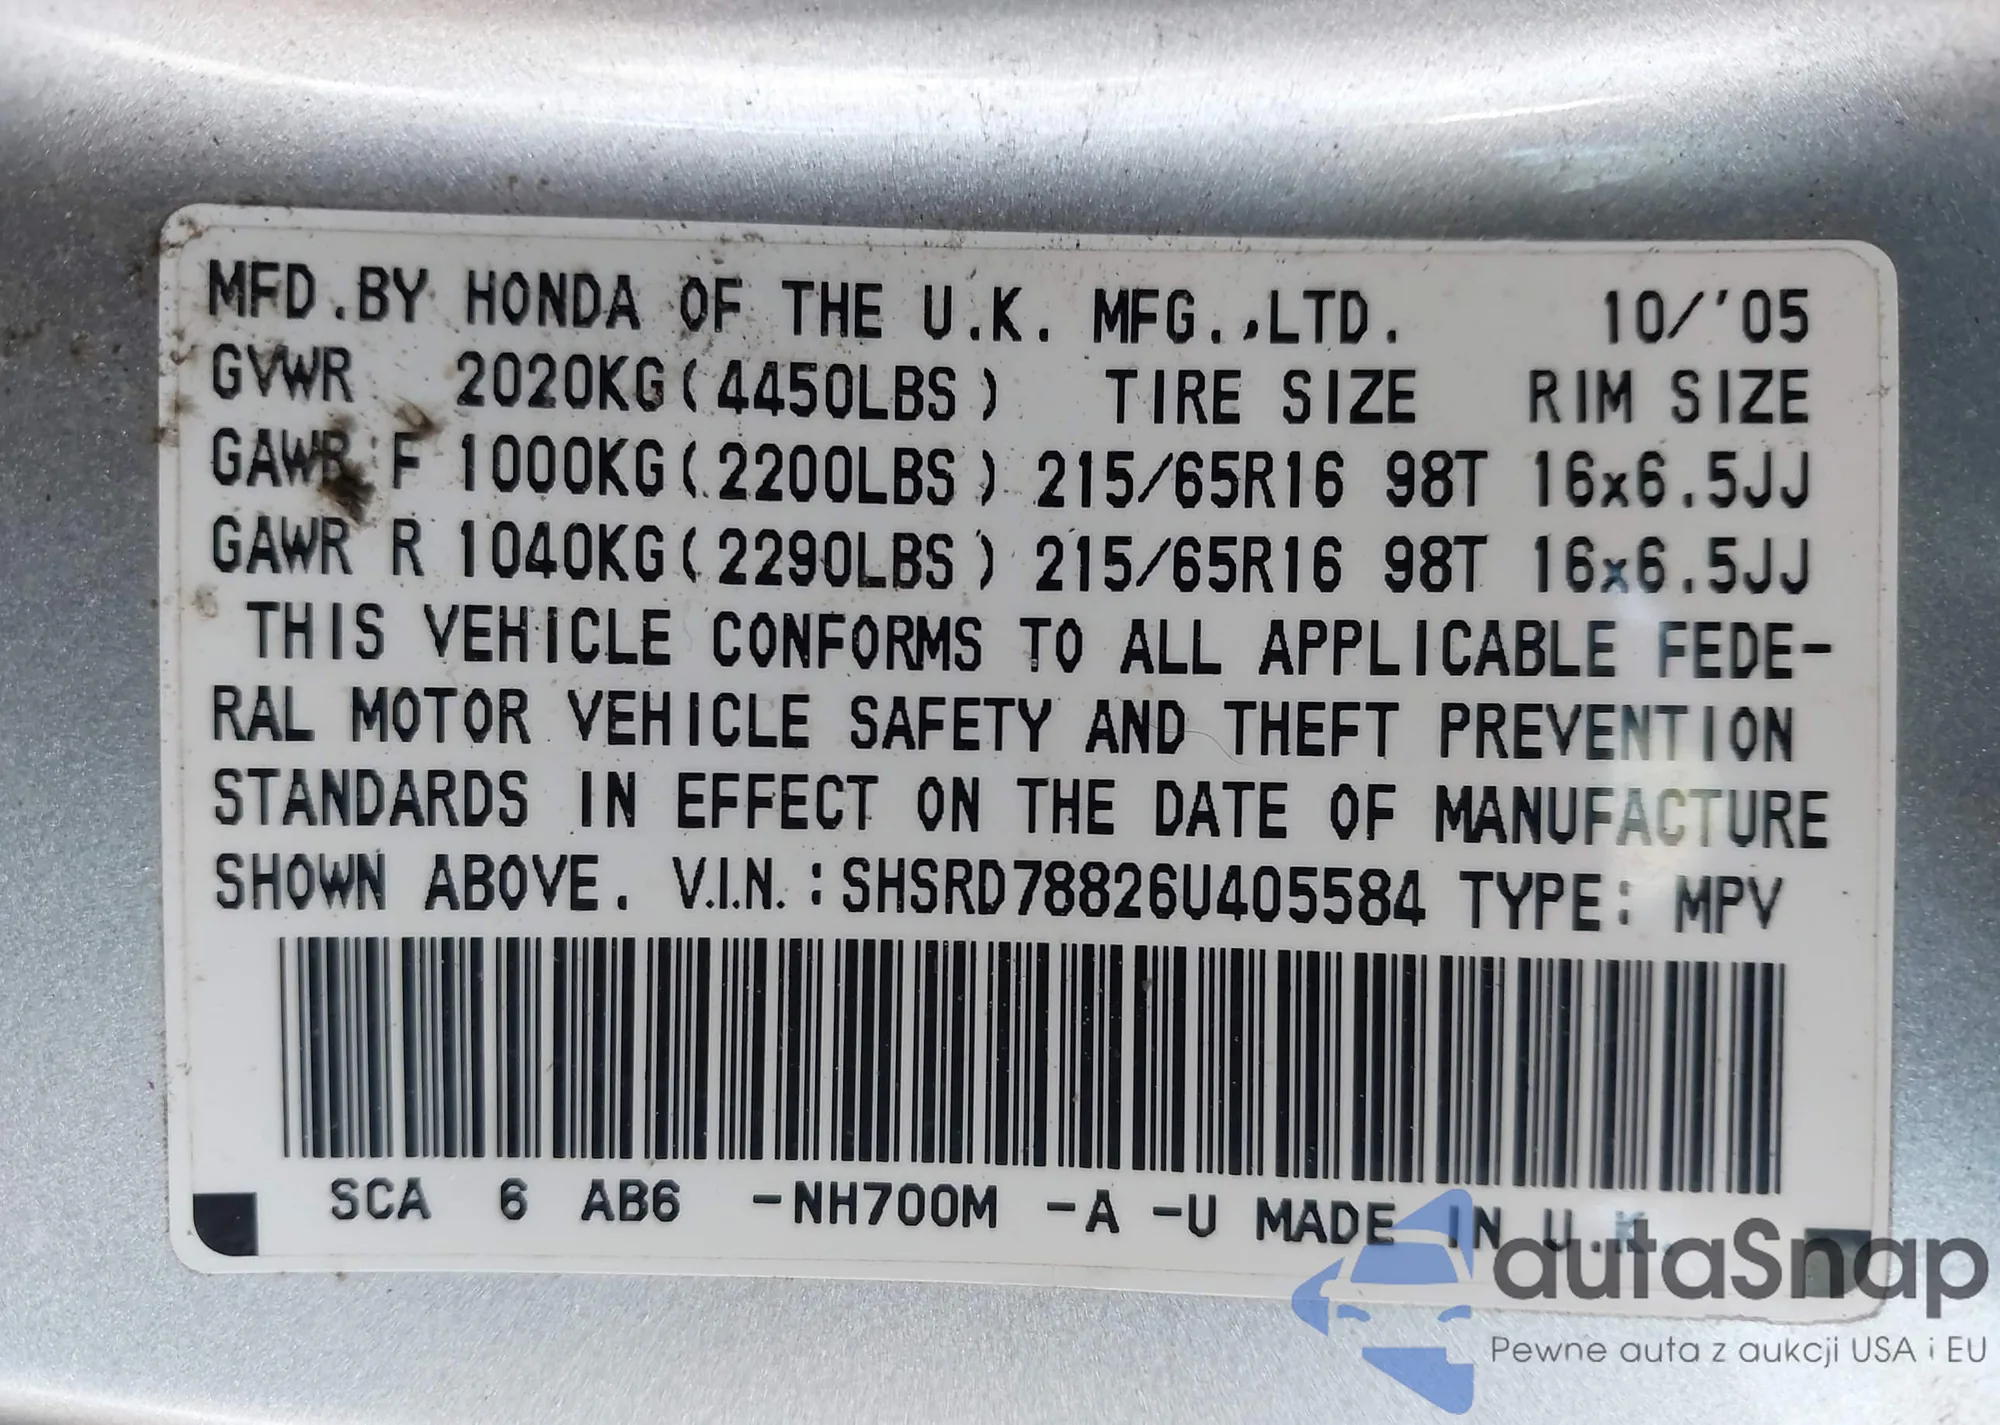 MFD.BY HONDA OF THE U.K. MFG.,LTD. 10/'05
GVWR 2020KG(4450LBS) TIRE SIZE RIM SIZE
GAWR F 1000KG(2200LBS) 215/65R16 98T 16x6.5JJ
GAWR R 1040KG(2290LBS) 215/65R16 98T 16x6.5JJ
THIS VEHICLE CONFORMS TO ALL APPLICABLE FEDE-
RAL MOTOR VEHICLE SAFETY AND THEFT PREVENTION
STANDARDS IN EFFECT ON THE DATE OF MANUFACTURE
SHOWN ABOVE. V.I.N.:SHSRD78826U405584 TYPE: MPV
SCA 6 AB6 -NH700M -A -U MADE IN U.K.
autaSnap
Pewne auta z aukcji USA i EU